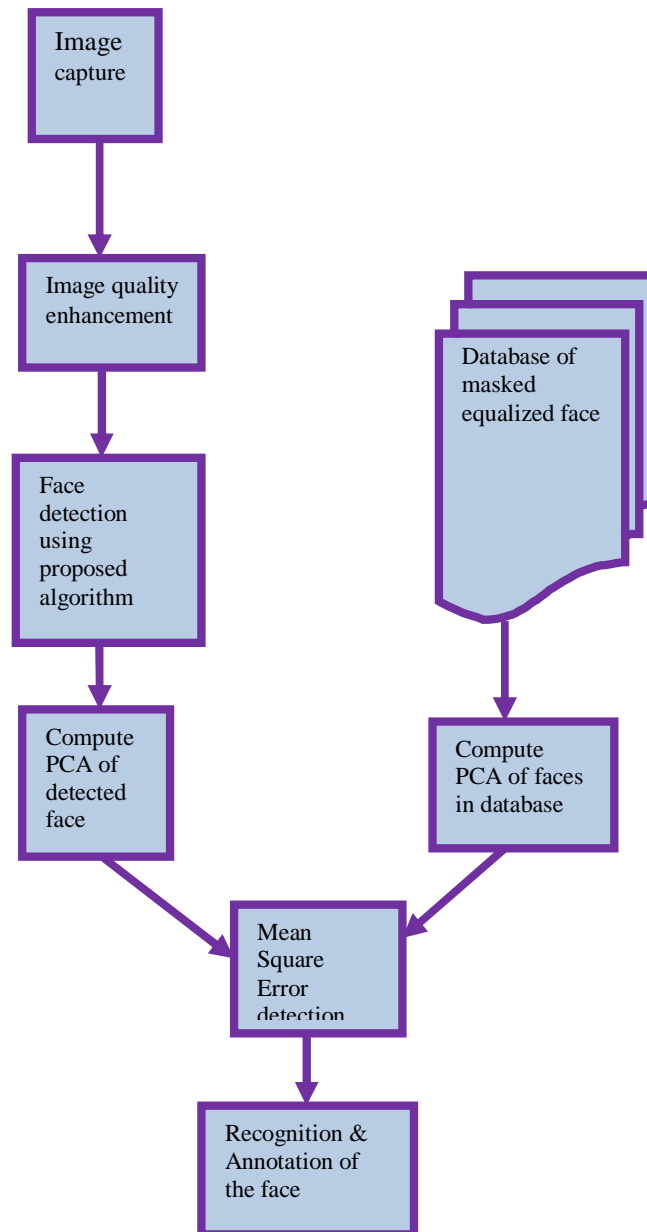 Image
capture
Image quality
enhancement
Database of
masked
equalized face
Face
detection
using
proposed
algorithm
Compute
PCA of
detected
face
Compute
PCA of faces
in database
Mean
Square
Error
detection
Recognition &
Annotation of
the face